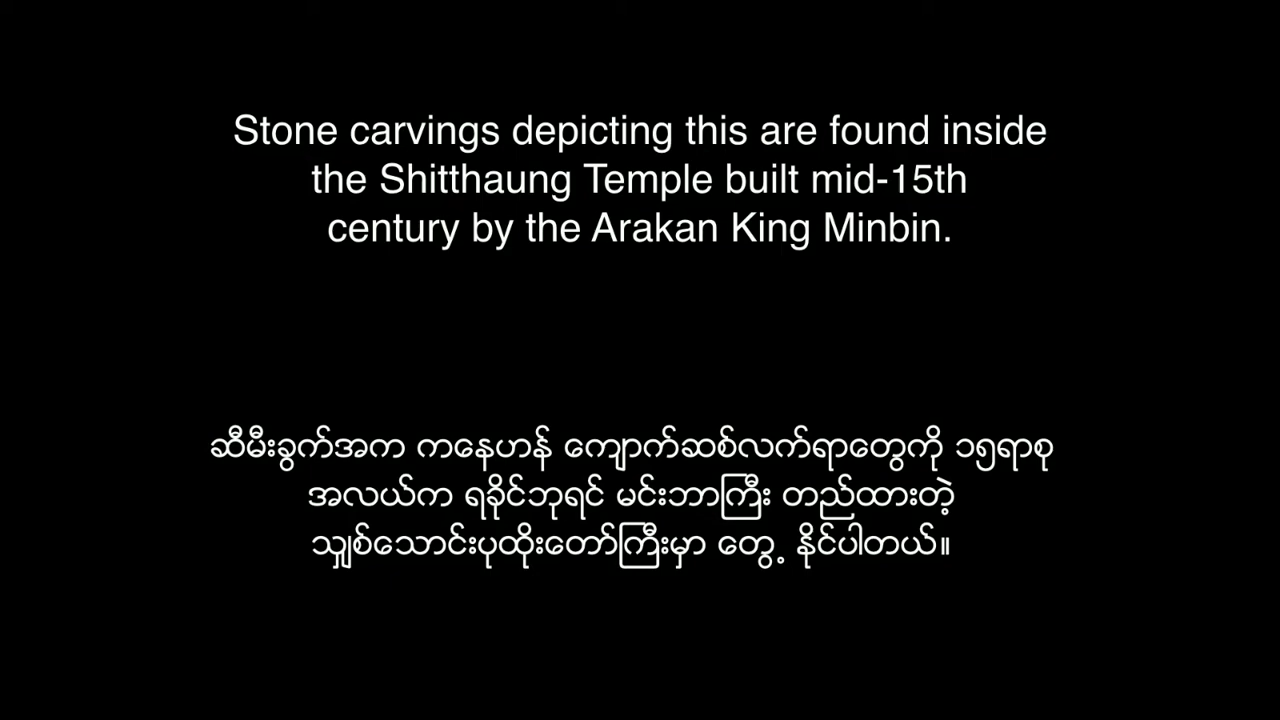 Stone carvings depicting this are found inside
the Shitthaung Temple built mid-15th
century by the Arakan King Minbin.
ဆီမီးခွက်အက ကနေဟန် ကျောက်ဆစ်လက်ရာတွေကို ၁၅ရာစု
အလယ်က ရခိုင်ဘုရင် မင်းဘာကြီး တည်ထားတဲ့
သျှစ်သောင်းပုထိုးတော်ကြီးမှာ တွေ့ နိုင်ပါတယ်။